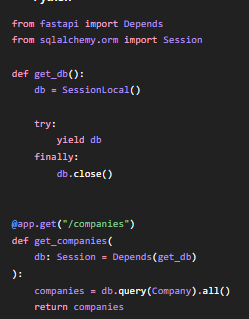 from fastapi import Depends
from sqlalchemy.orm import Session
def get_db():
    db = SessionLocal()
    try:
        yield db
    finally:
        db.close()
@app.get("/companies")
def get_companies(
    db: Session = Depends(get_db)
):
    companies = db.query(Company).all()
    return companies